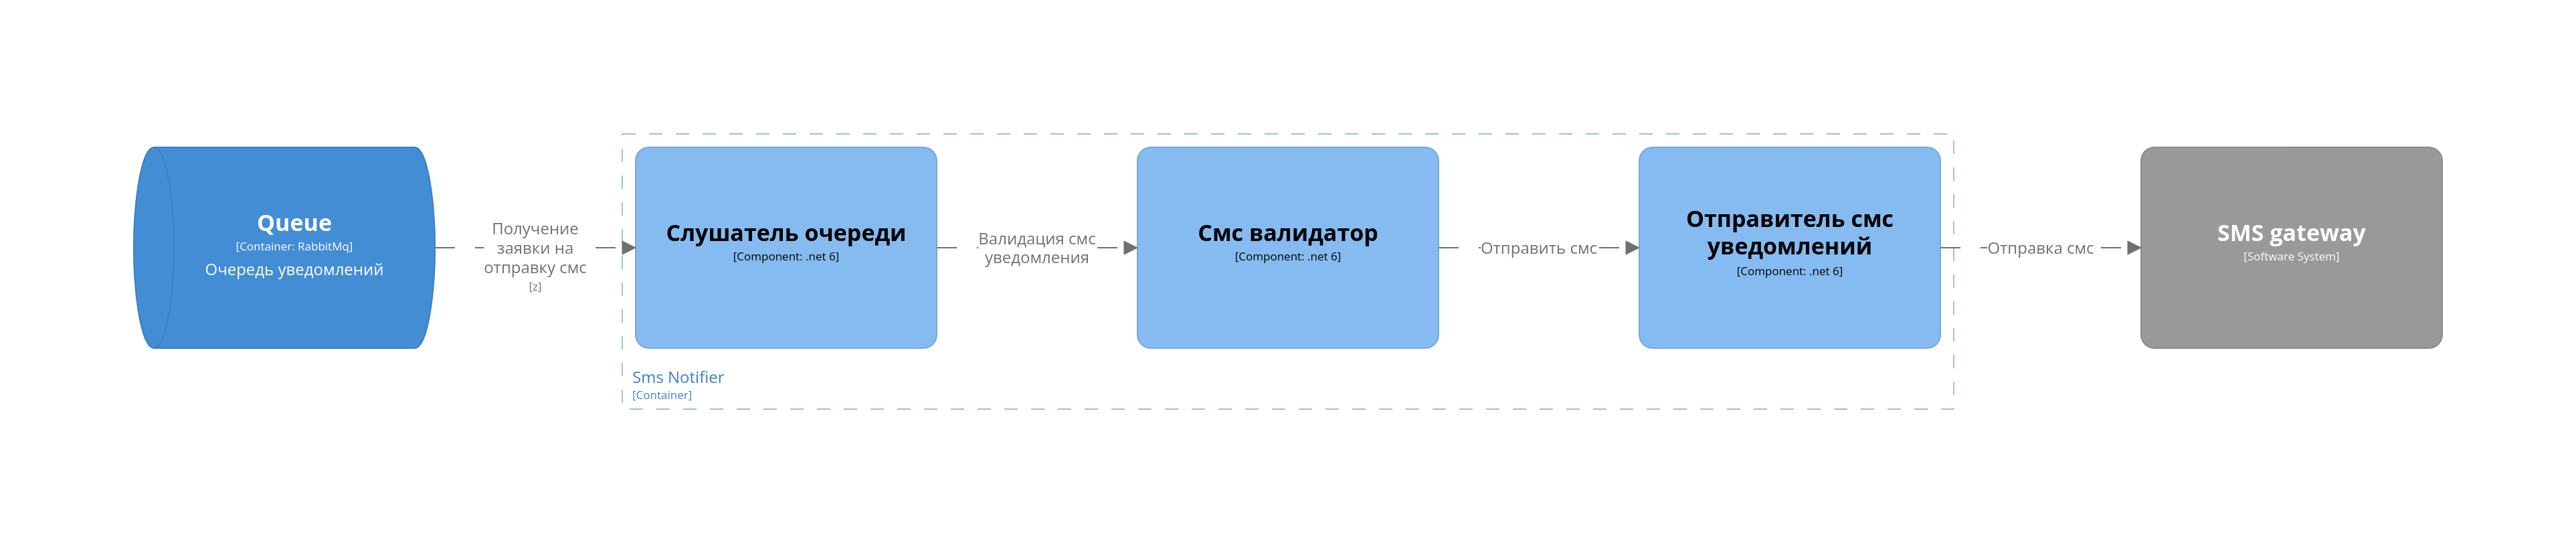 Queue
[Container: RabbitMq]
Очередь уведомлений
Получение
заявки на
отправку смс
[z]
Слушатель очереди
[Component: .net 6]
Валидация смс
уведомления
Смс валидатор
[Component: .net 6]
Отправить смс
Отправитель смс
уведомлений
[Component: .net 6]
Отправка смс
SMS gateway
[Software System]
Sms Notifier
[Container]